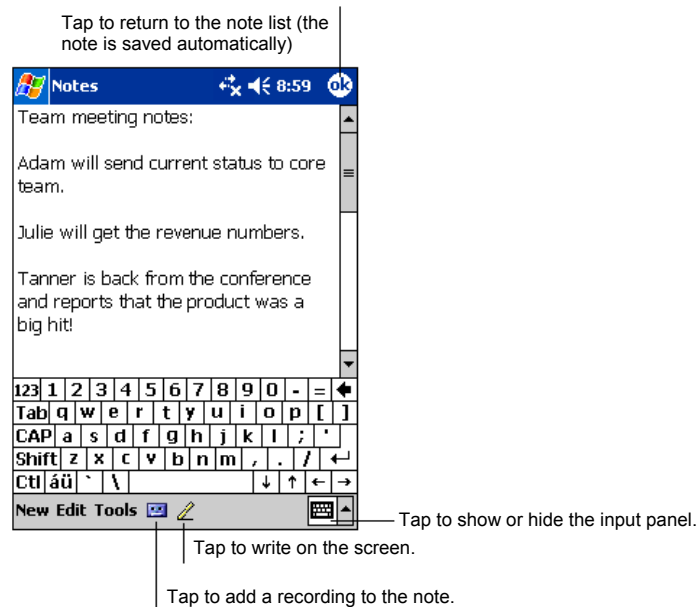 Tap to return to the note list (the
note is saved automatically)
Notes 8:59 ok
Team meeting notes:
Adam will send current status to core
team.
Julie will get the revenue numbers.
Tanner is back from the conference
and reports that the product was a
big hit!
123 1 2 3 4 5 6 7 8 9 0 - = 🡄
Tab q w e r t y u i o p [ ]
CAP a s d f g h j k l ; '
Shift z x c v b n m , . / ↵
Ctl áü ` \ ↓ ↑ ← →
New Edit Tools
Tap to show or hide the input panel.
Tap to write on the screen.
Tap to add a recording to the note.